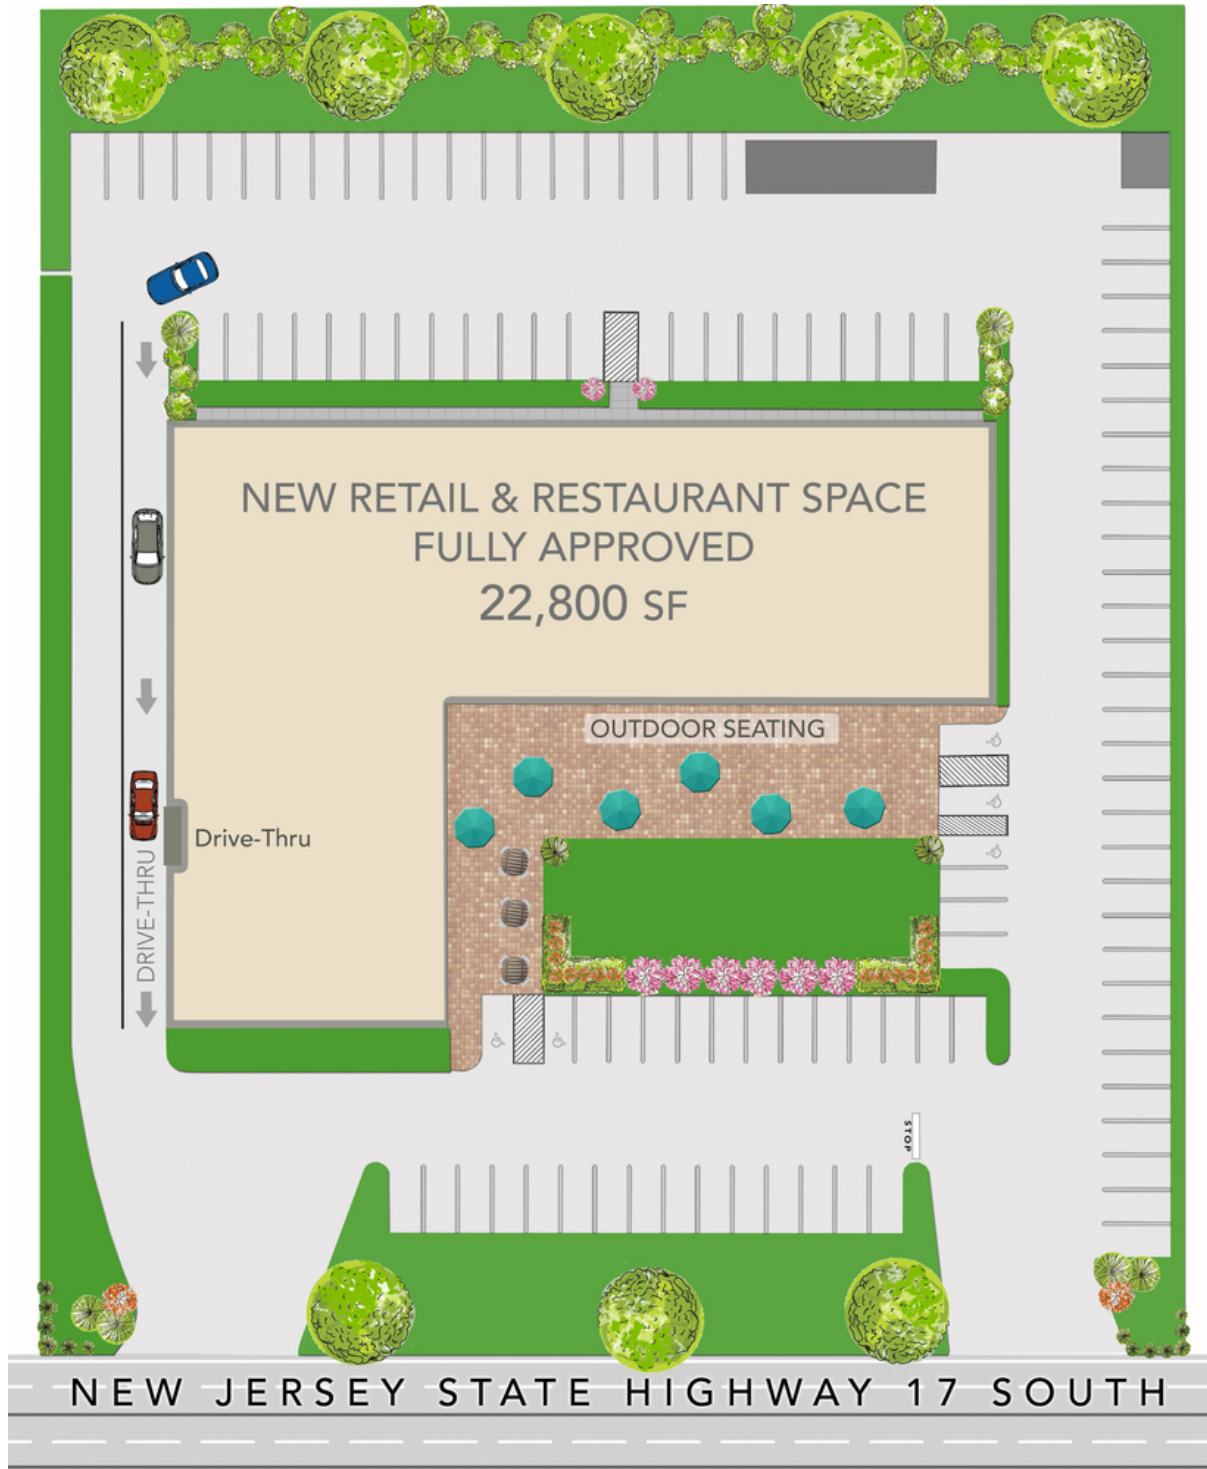 NEW RETAIL & RESTAURANT SPACE
FULLY APPROVED
22,800 SF
OUTDOOR SEATING
Drive-Thru
DRIVE-THRU
STOP
NEW JERSEY STATE HIGHWAY 17 SOUTH